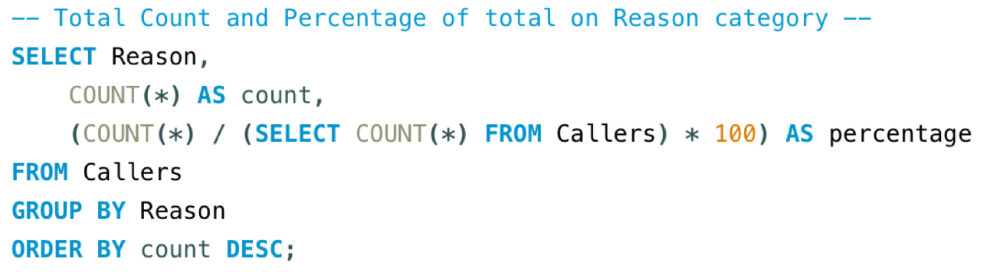 -- Total Count and Percentage of total on Reason category --
SELECT Reason,
    COUNT(*) AS count,
    (COUNT(*) / (SELECT COUNT(*) FROM Callers) * 100) AS percentage
FROM Callers
GROUP BY Reason
ORDER BY count DESC;